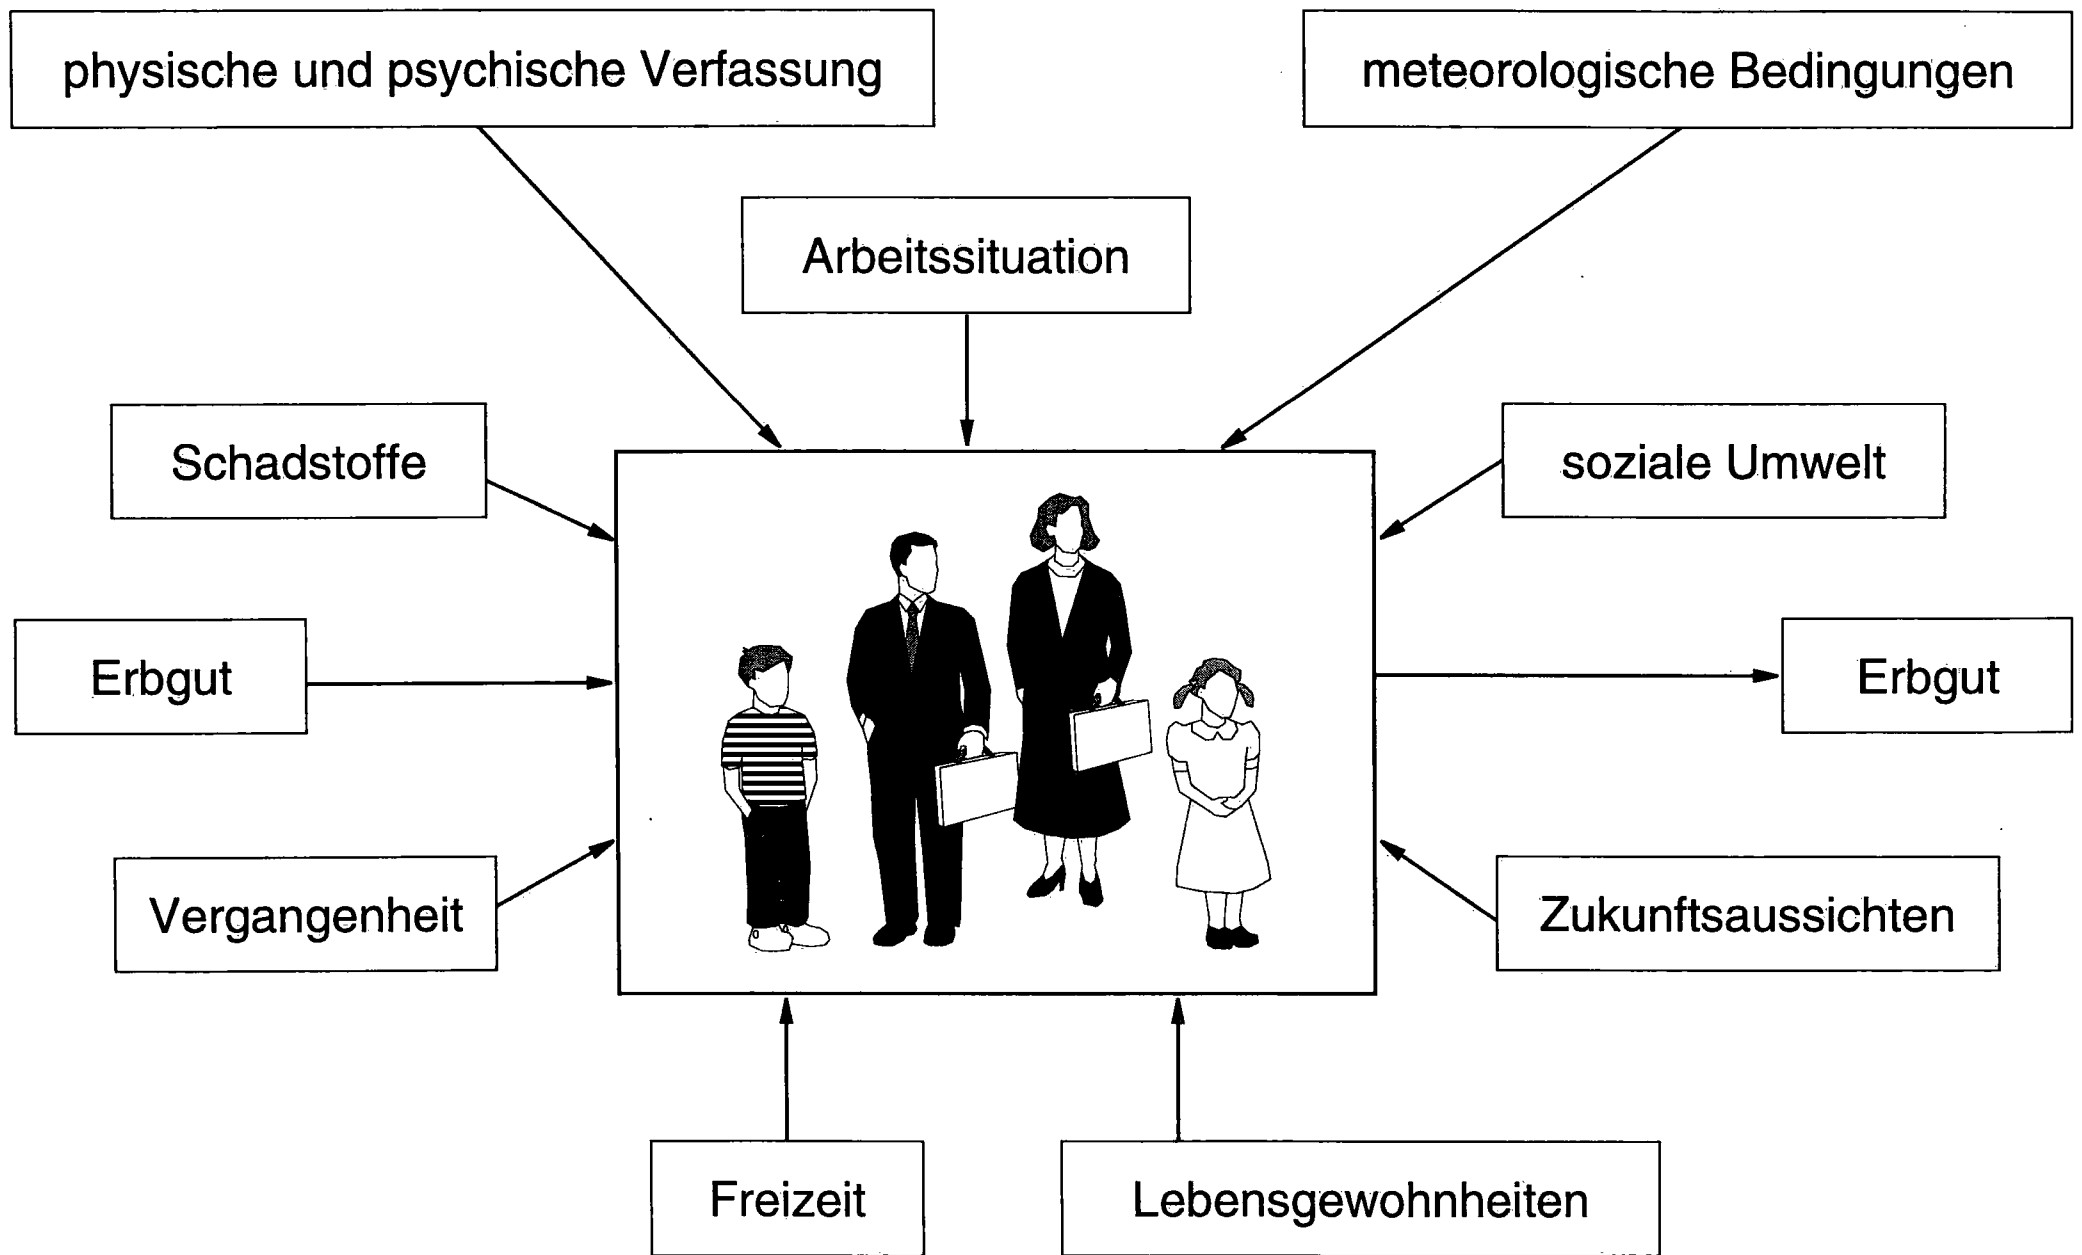 physische und psychische Verfassung
meteorologische Bedingungen
Arbeitssituation
Schadstoffe
soziale Umwelt
Erbgut
Erbgut
Vergangenheit
Zukunftsaussichten
Freizeit
Lebensgewohnheiten